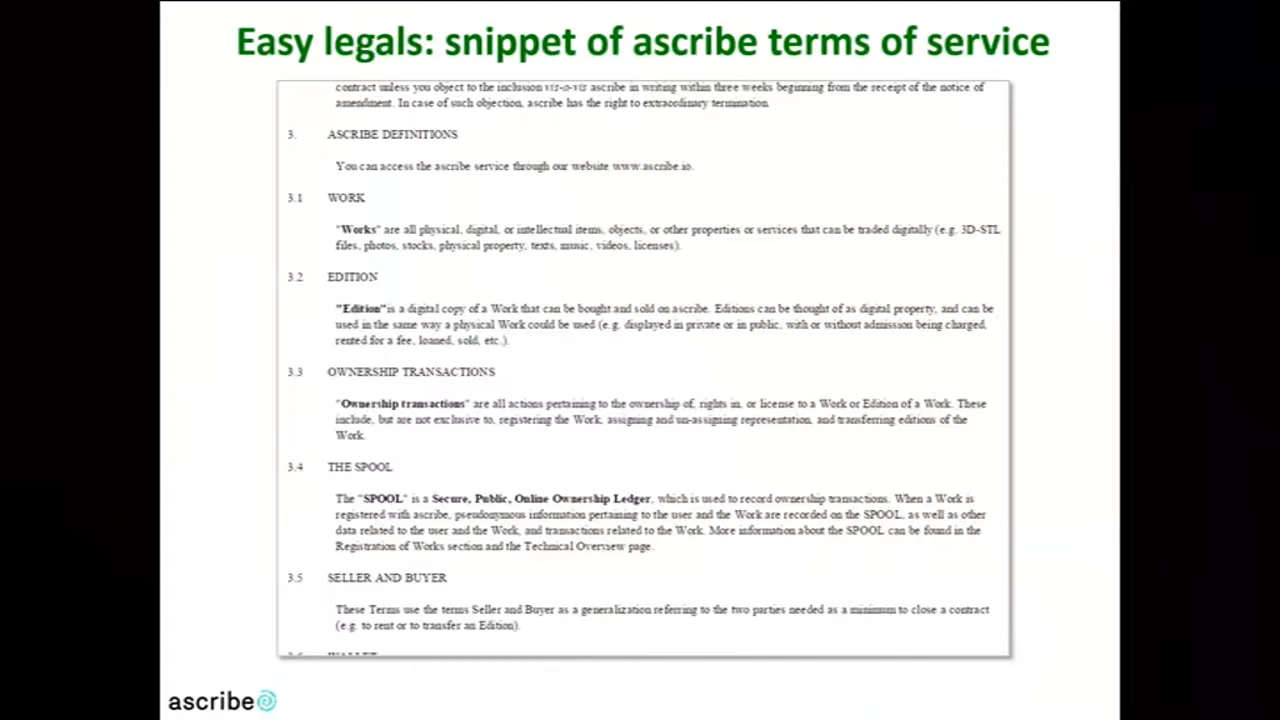 Easy legals: snippet of ascribe terms of service
contract unless you object to the inclusion vis-a-vis ascribe in writing within three weeks beginning from the receipt of the notice of
amendment. In case of such objection, ascribe has the right to extraordinary termination.
3. ASCRIBE DEFINITIONS
You can access the ascribe service through our website www.ascribe.io.
3.1 WORK
"Works" are all physical, digital, or intellectual items, objects, or other properties or services that can be traded digitally (e.g. 3D-STL
files, photos, stocks, physical property, texts, music, videos, licenses).
3.2 EDITION
"Edition"is a digital copy of a Work that can be bought and sold on ascribe. Editions can be thought of as digital property, and can be
used in the same way a physical Work could be used (e.g. displayed in private or in public, with or without admission being charged,
rented for a fee, loaned, sold, etc.).
3.3 OWNERSHIP TRANSACTIONS
"Ownership transactions" are all actions pertaining to the ownership of, rights in, or license to a Work or Edition of a Work. These
include, but are not exclusive to, registering the Work, assigning and un-assigning representation, and transferring editions of the
Work.
3.4 THE SPOOL
The "SPOOL" is a Secure, Public, Online Ownership Ledger, which is used to record ownership transactions. When a Work is
registered with ascribe, pseudonymous information pertaining to the user and the Work are recorded on the SPOOL, as well as other
data related to the user and the Work, and transactions related to the Work. More information about the SPOOL can be found in the
Registration of Works section and the Technical Overview page.
3.5 SELLER AND BUYER
These Terms use the terms Seller and Buyer as a generalization referring to the two parties needed as a minimum to close a contract
(e.g. to rent or to transfer an Edition).
3.6 WALLET
ascribe